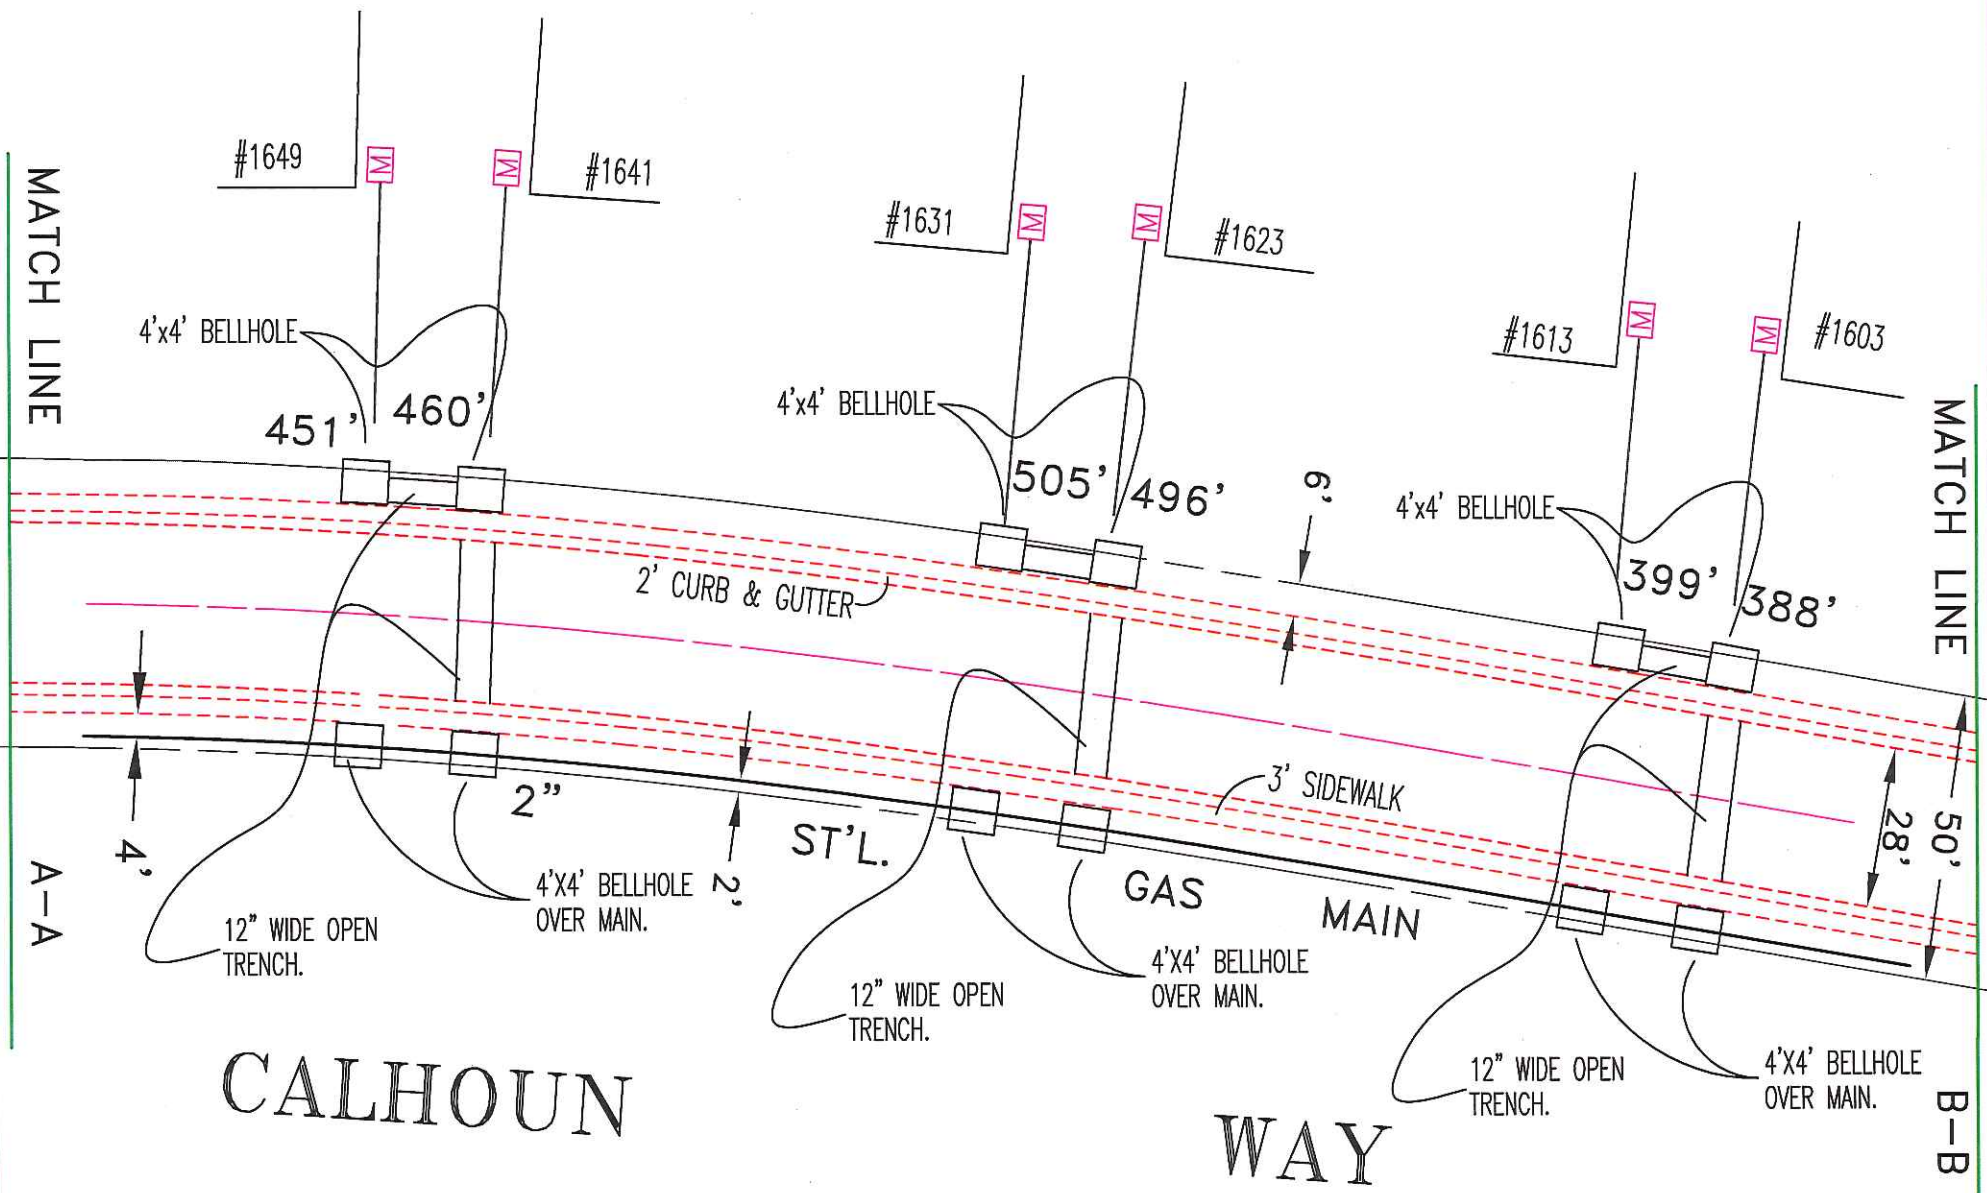 MATCH LINE
A-A
#1649
M
M
#1641
4'x4' BELLHOLE
451'
460'
#1631
M
M
#1623
4'x4' BELLHOLE
505'
496'
6'
#1613
M
M
#1603
4'x4' BELLHOLE
399'
388'
MATCH LINE
B-B
2' CURB & GUTTER
3' SIDEWALK
28'
50'
4'
2"
ST'L.
GAS
MAIN
2'
12" WIDE OPEN
TRENCH.
4'X4' BELLHOLE
OVER MAIN.
12" WIDE OPEN
TRENCH.
4'X4' BELLHOLE
OVER MAIN.
12" WIDE OPEN
TRENCH.
4'X4' BELLHOLE
OVER MAIN.
CALHOUN
WAY